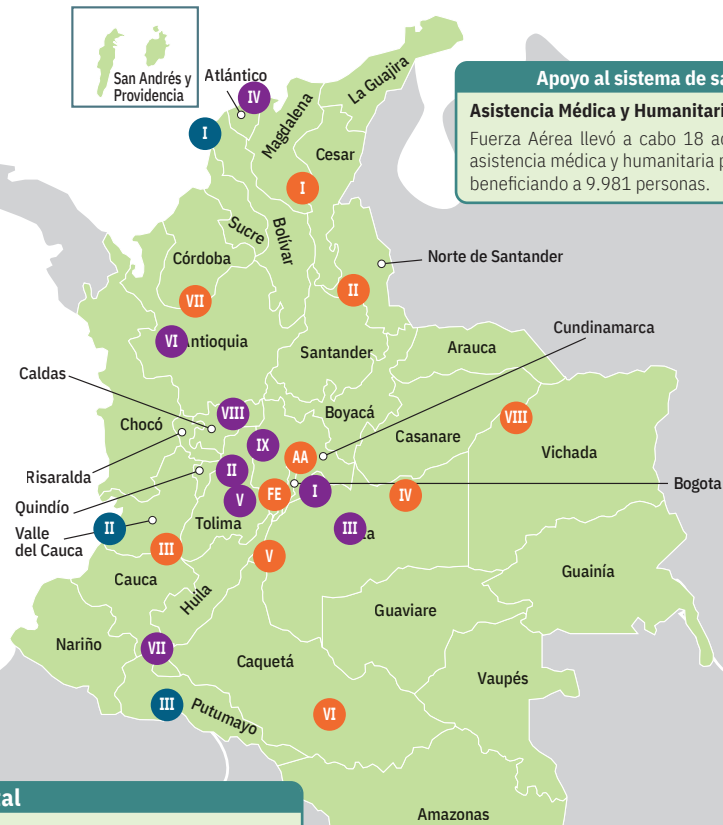 San Andrés y
Providencia
Atlántico
IV
I
Magdalena
La Guajira
Cesar
I
Apoyo al sistema de sa
Asistencia Médica y Humanitari
Fuerza Aérea llevó a cabo 18 ac
asistencia médica y humanitaria p
beneficiando a 9.981 personas.
Sucre
Bolívar
Córdoba
Norte de Santander
II
VII
VI
ntioquia
Santander
Arauca
Cundinamarca
Caldas
VIII
Boyacá
Chocó
Casanare
VIII
Vichada
IX
AA
Risaralda
II
Bogota
Quindío
V
FE
I
IV
Valle
del Cauca
II
Tolima
III
a
III
V
Cauca
Huila
Guainía
Guaviare
Nariño
VII
Caquetá
Vaupés
III
Putumayo
VI
tal
Amazonas